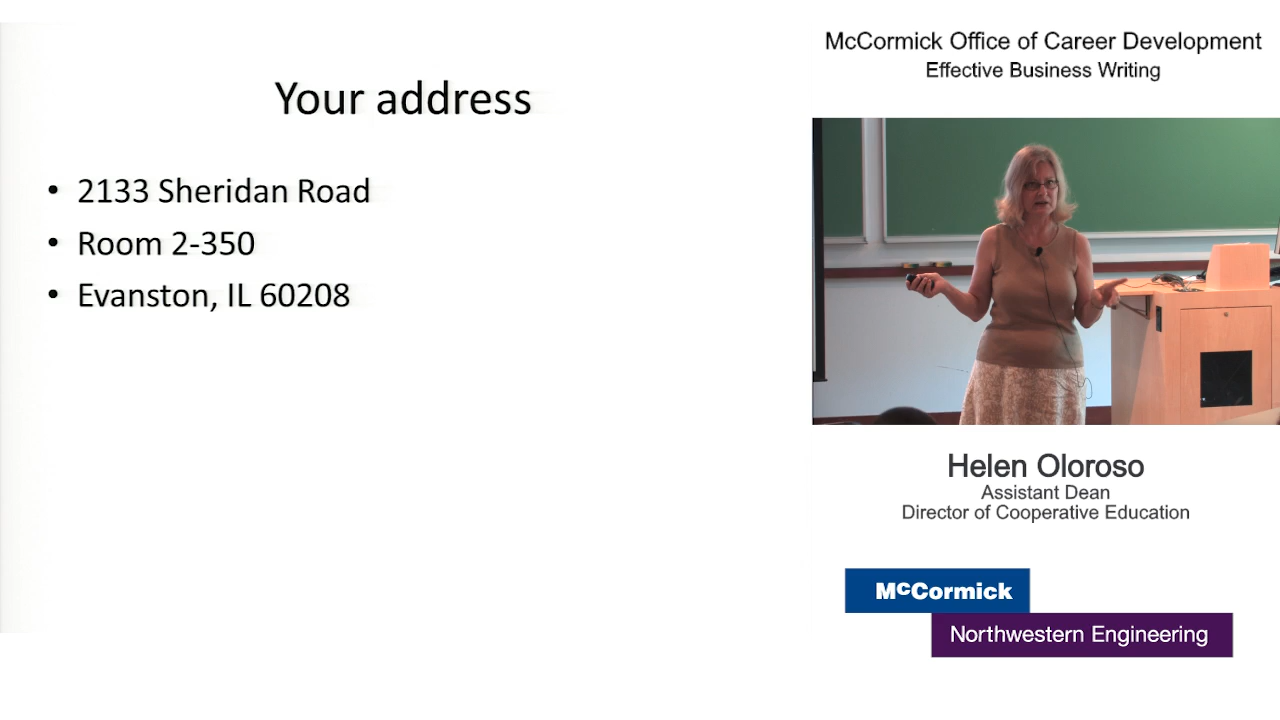 Your address
• 2133 Sheridan Road
• Room 2-350
• Evanston, IL 60208
McCormick Office of Career Development
Effective Business Writing
Helen Oloroso
Assistant Dean
Director of Cooperative Education
McCormick
Northwestern Engineering